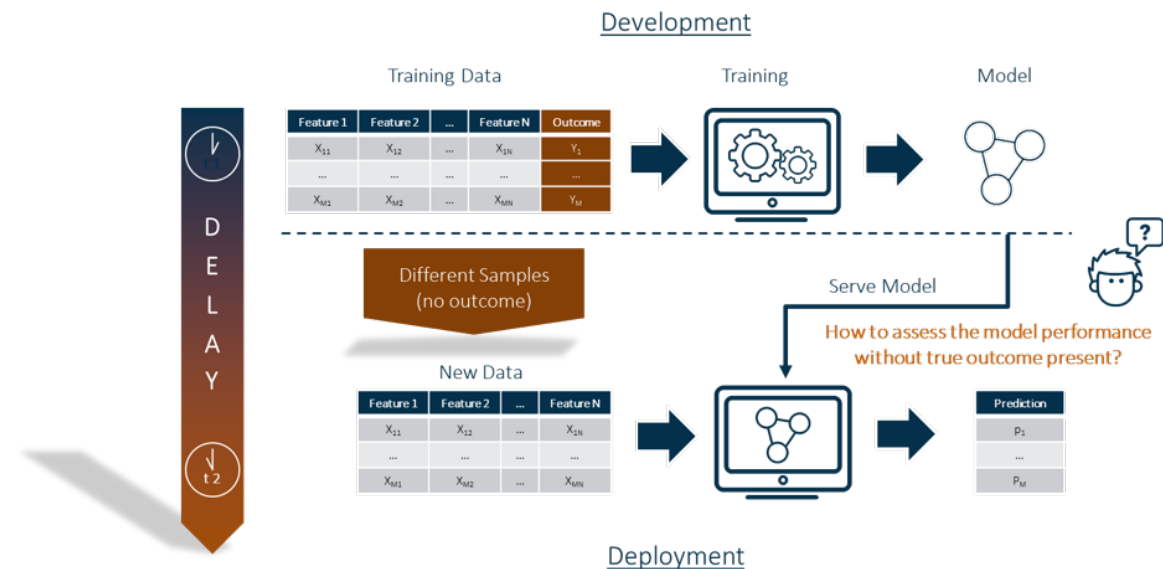 Development
Training Data
Training
Model
Feature 1 Feature 2 ... Feature N Outcome
X11 X12 ... X1N Y1
... ... ... ... ...
XM1 XM2 ... XMN YM
t 1
DELAY
t 2
Different Samples
(no outcome)
?
Serve Model
How to assess the model performance
without true outcome present?
New Data
Feature 1 Feature 2 ... Feature N
X11 X12 ... X1N
... ... ... ...
XM1 XM2 ... XMN
Prediction
p1
...
PM
Deployment